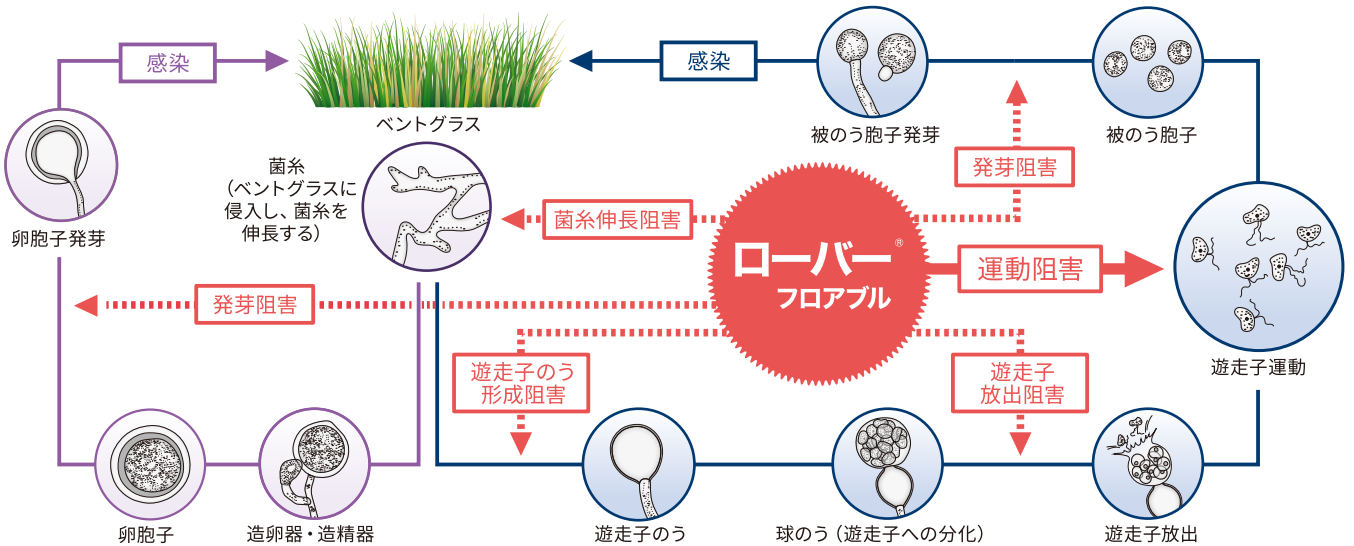 感染
ベントグラス
感染
被のう胞子発芽
被のう胞子
卵胞子発芽
菌糸
（ベントグラスに
侵入し、菌糸を
伸長する）
菌糸伸長阻害
発芽阻害
ローバー®
フロアブル
運動阻害
遊走子運動
発芽阻害
遊走子のう
形成阻害
遊走子
放出阻害
卵胞子
造卵器・造精器
遊走子のう
球のう（遊走子への分化）
遊走子放出